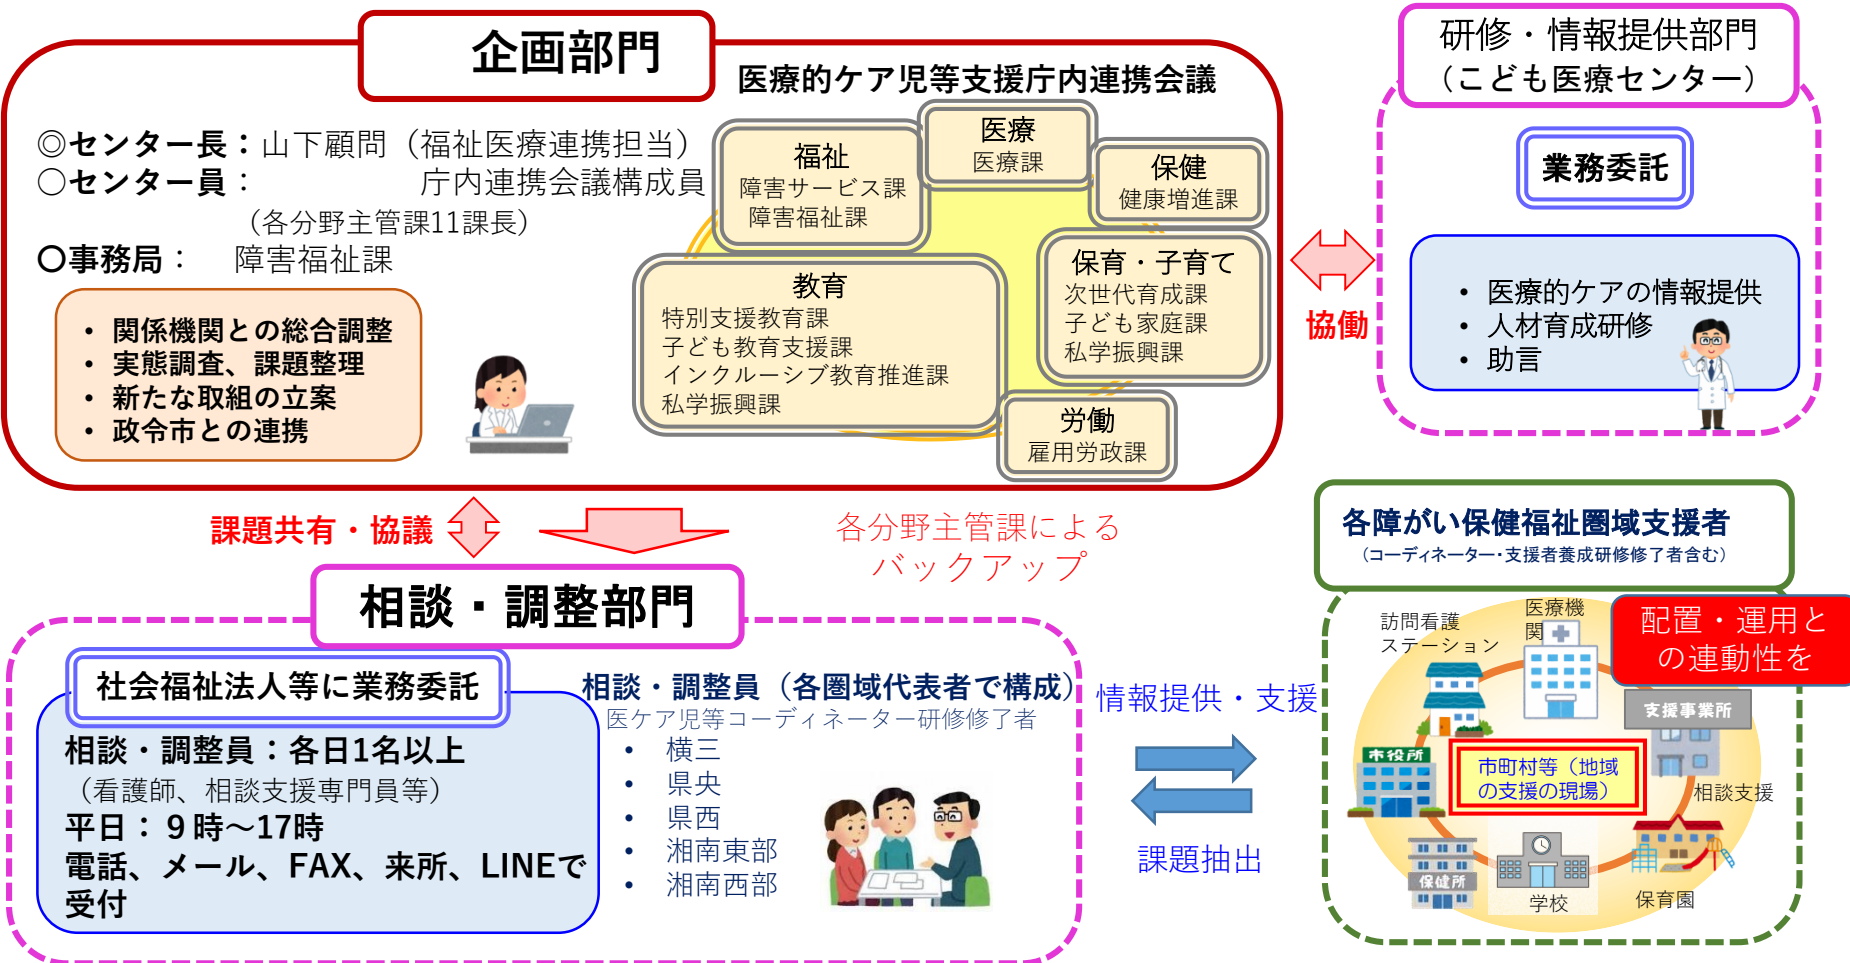 企画部門
医療的ケア児等支援庁内連携会議
◎センター長：山下顧問（福祉医療連携担当）
○センター員：　庁内連携会議構成員
（各分野主管課11課長）
○事務局：　障害福祉課
• 関係機関との総合調整
• 実態調査、課題整理
• 新たな取組の立案
• 政令市との連携
福祉
障害サービス課
障害福祉課
医療
医療課
保健
健康増進課
教育
特別支援教育課
子ども教育支援課
インクルーシブ教育推進課
私学振興課
保育・子育て
次世代育成課
子ども家庭課
私学振興課
労働
雇用労政課
協働
研修・情報提供部門
（こども医療センター）
業務委託
• 医療的ケアの情報提供
• 人材育成研修
• 助言
課題共有・協議
各分野主管課による
バックアップ
相談・調整部門
社会福祉法人等に業務委託
相談・調整員：各日1名以上
（看護師、相談支援専門員等）
平日：９時～17時
電話、メール、FAX、来所、LINEで
受付
相談・調整員（各圏域代表者で構成）
医ケア児等コーディネーター研修修了者
• 横三
• 県央
• 県西
• 湘南東部
• 湘南西部
情報提供・支援
課題抽出
各障がい保健福祉圏域支援者
（コーディネーター・支援者養成研修修了者含む）
訪問看護
ステーション
医療機
関
配置・運用と
の連動性を
支援事業所
市役所
市町村等（地域
の支援の現場）
相談支援
保健所
学校
保育園